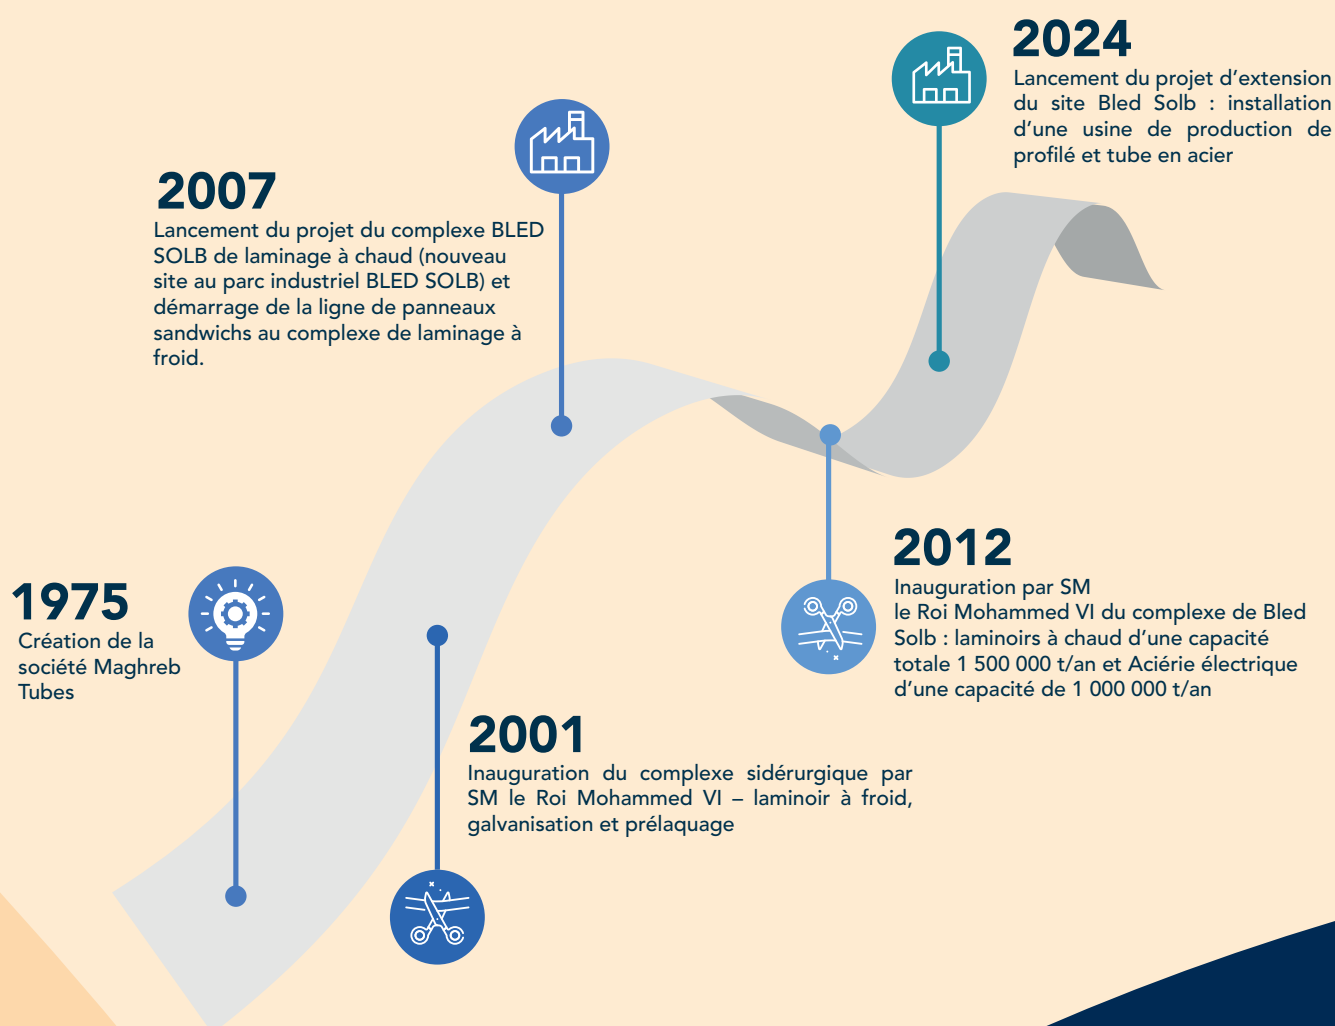 2024
Lancement du projet d’extension
du site Bled Solb : installation
d’une usine de production de
profilé et tube en acier
2007
Lancement du projet du complexe BLED
SOLB de laminage à chaud (nouveau
site au parc industriel BLED SOLB) et
démarrage de la ligne de panneaux
sandwichs au complexe de laminage à
froid.
2012
Inauguration par SM
le Roi Mohammed VI du complexe de Bled
Solb : laminoirs à chaud d’une capacité
totale 1 500 000 t/an et Aciérie électrique
d’une capacité de 1 000 000 t/an
1975
Création de la
société Maghreb
Tubes
2001
Inauguration du complexe sidérurgique par
SM le Roi Mohammed VI – laminoir à froid,
galvanisation et prélaquage